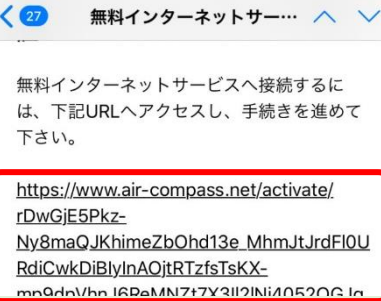 27 無料インターネットサー…
無料インターネットサービスへ接続するに
は、下記URLへアクセスし、手続きを進めて
下さい。
https://www.air-compass.net/activate/
rDwGjE5Pkz-
Ny8maQJKhimeZbOhd13e_MhmJtJrdFl0U
RdiCwkDiBlyInAOjtRTzfsTsKX-